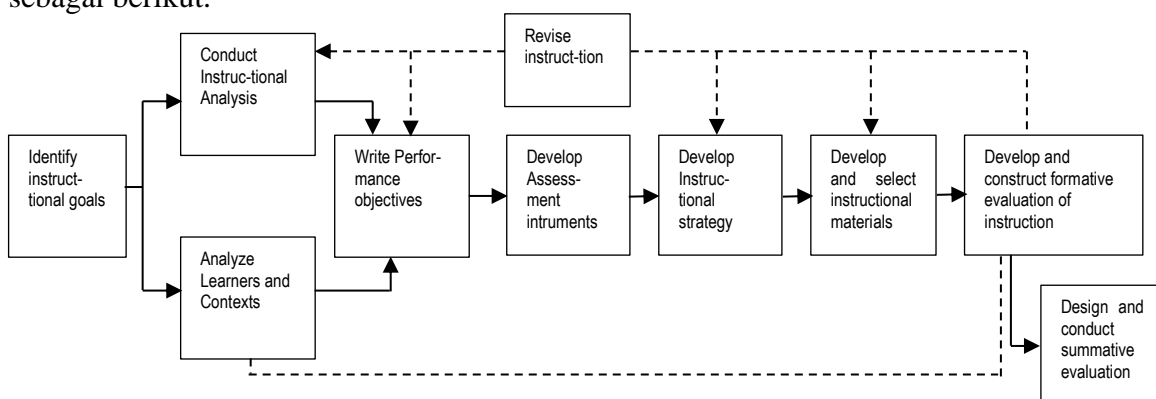 sebagai berikut.
Conduct
Instruc-tional
Analysis
Revise
instruct-tion
Identify
instruct-
tional goals
Write Perfor-
mance
objectives
Develop
Assess-
ment
intruments
Develop
Instruc-
tional
strategy
Develop
and select
instructional
materials
Develop and
construct formative
evaluation of
instruction
Analyze
Learners and
Contexts
Design and
conduct
summative
evaluation